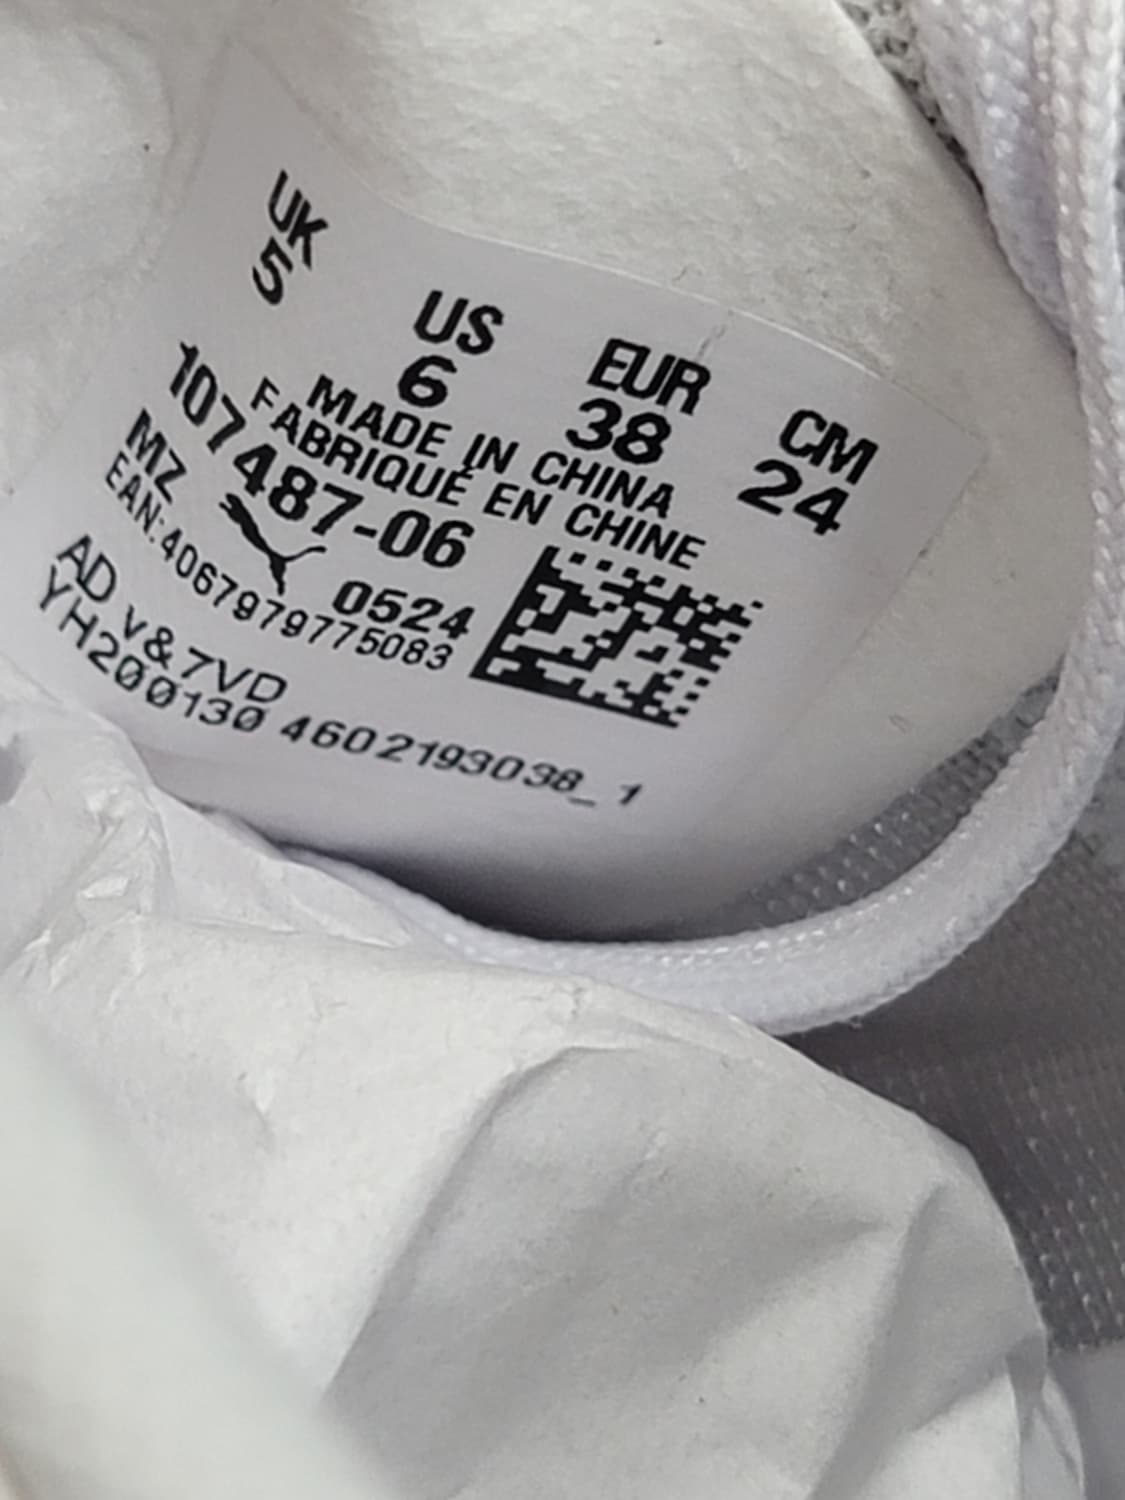 UK US EUR CM
5 6 38 24
MADE IN CHINA
FABRIQUÉ EN CHINE
107487-06
MZ 0524
EAN:4067979775083
AD v&7VD
YH200130 4602193038_1